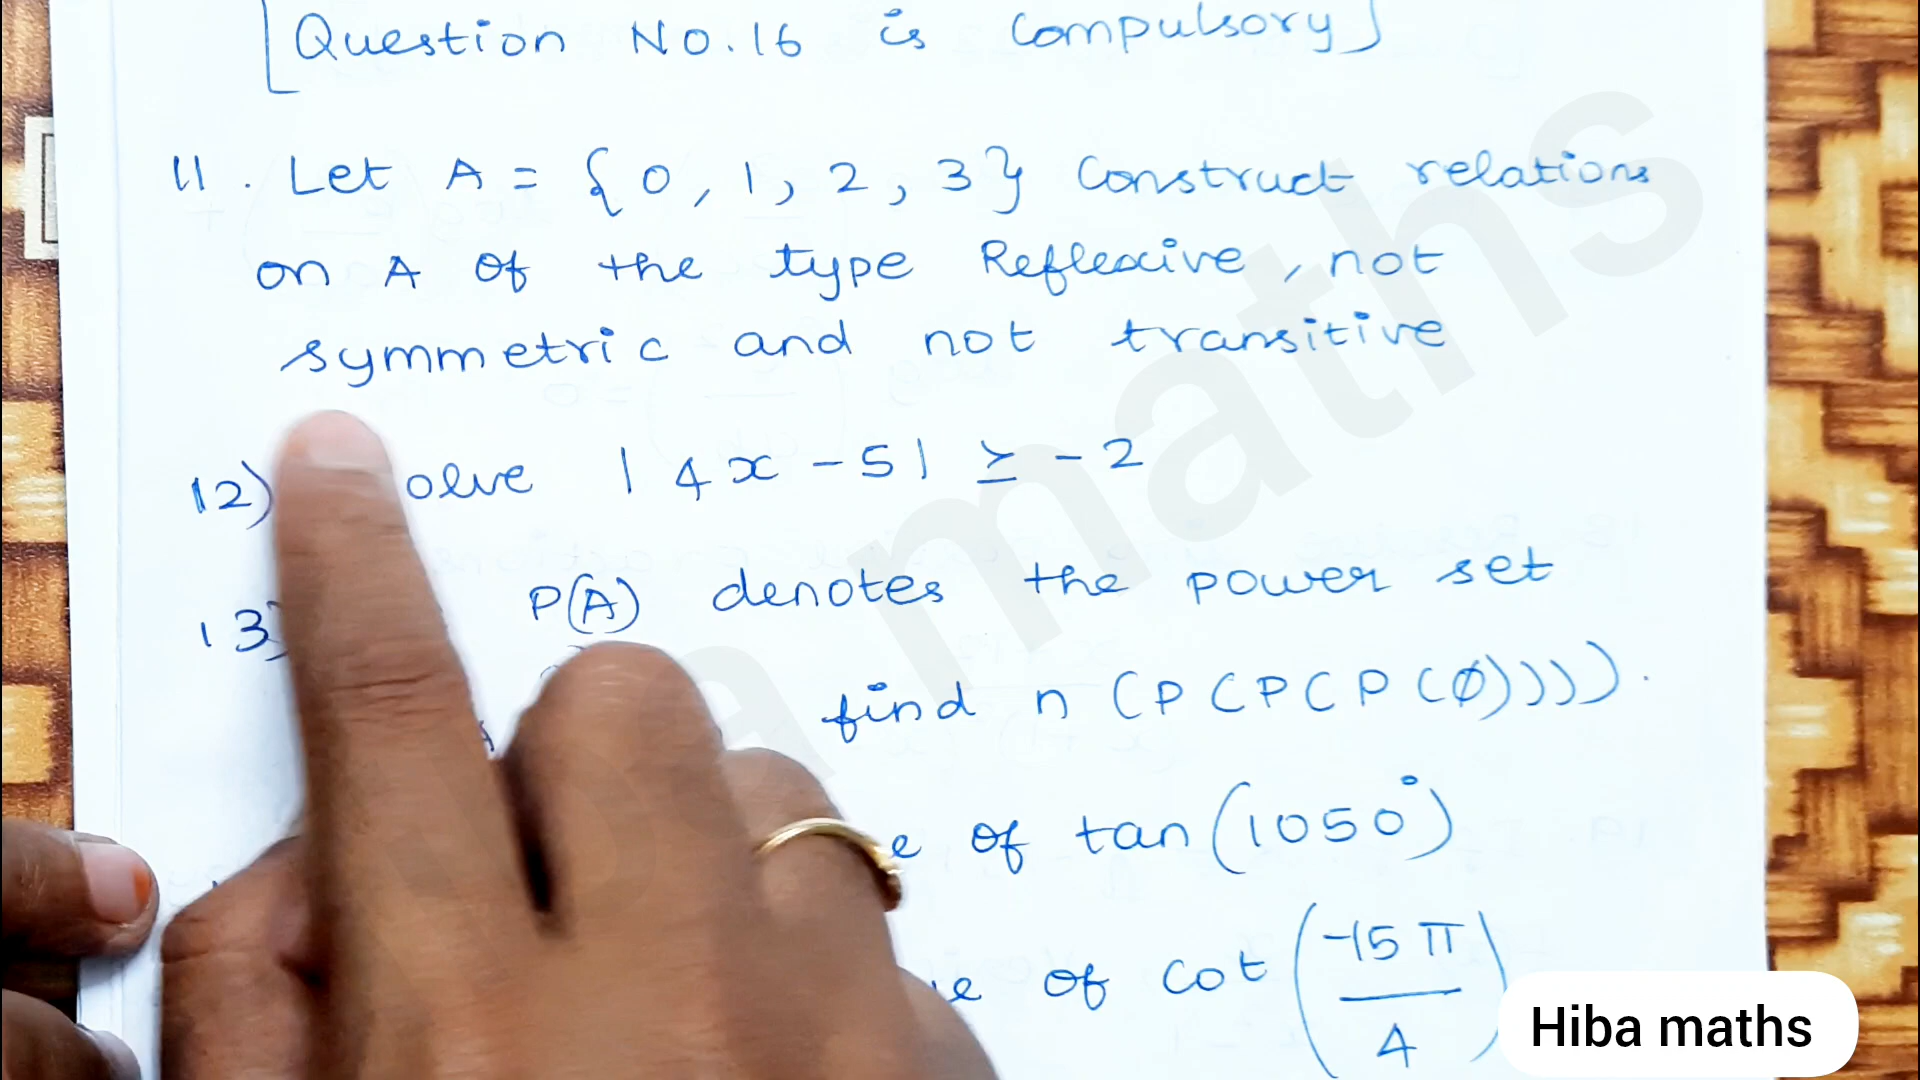 [Question No.16 is Compulsory]
11. Let A = {0, 1, 2, 3} Construct relations
on A of the type Reflexive, not
symmetric and not transitive
12) olve |4x - 5| ≥ -2
13) P(A) denotes the power set
find n (P(P(P(∅)))).
e of tan (1050°)
e of cot (-15π/4)
Hiba maths